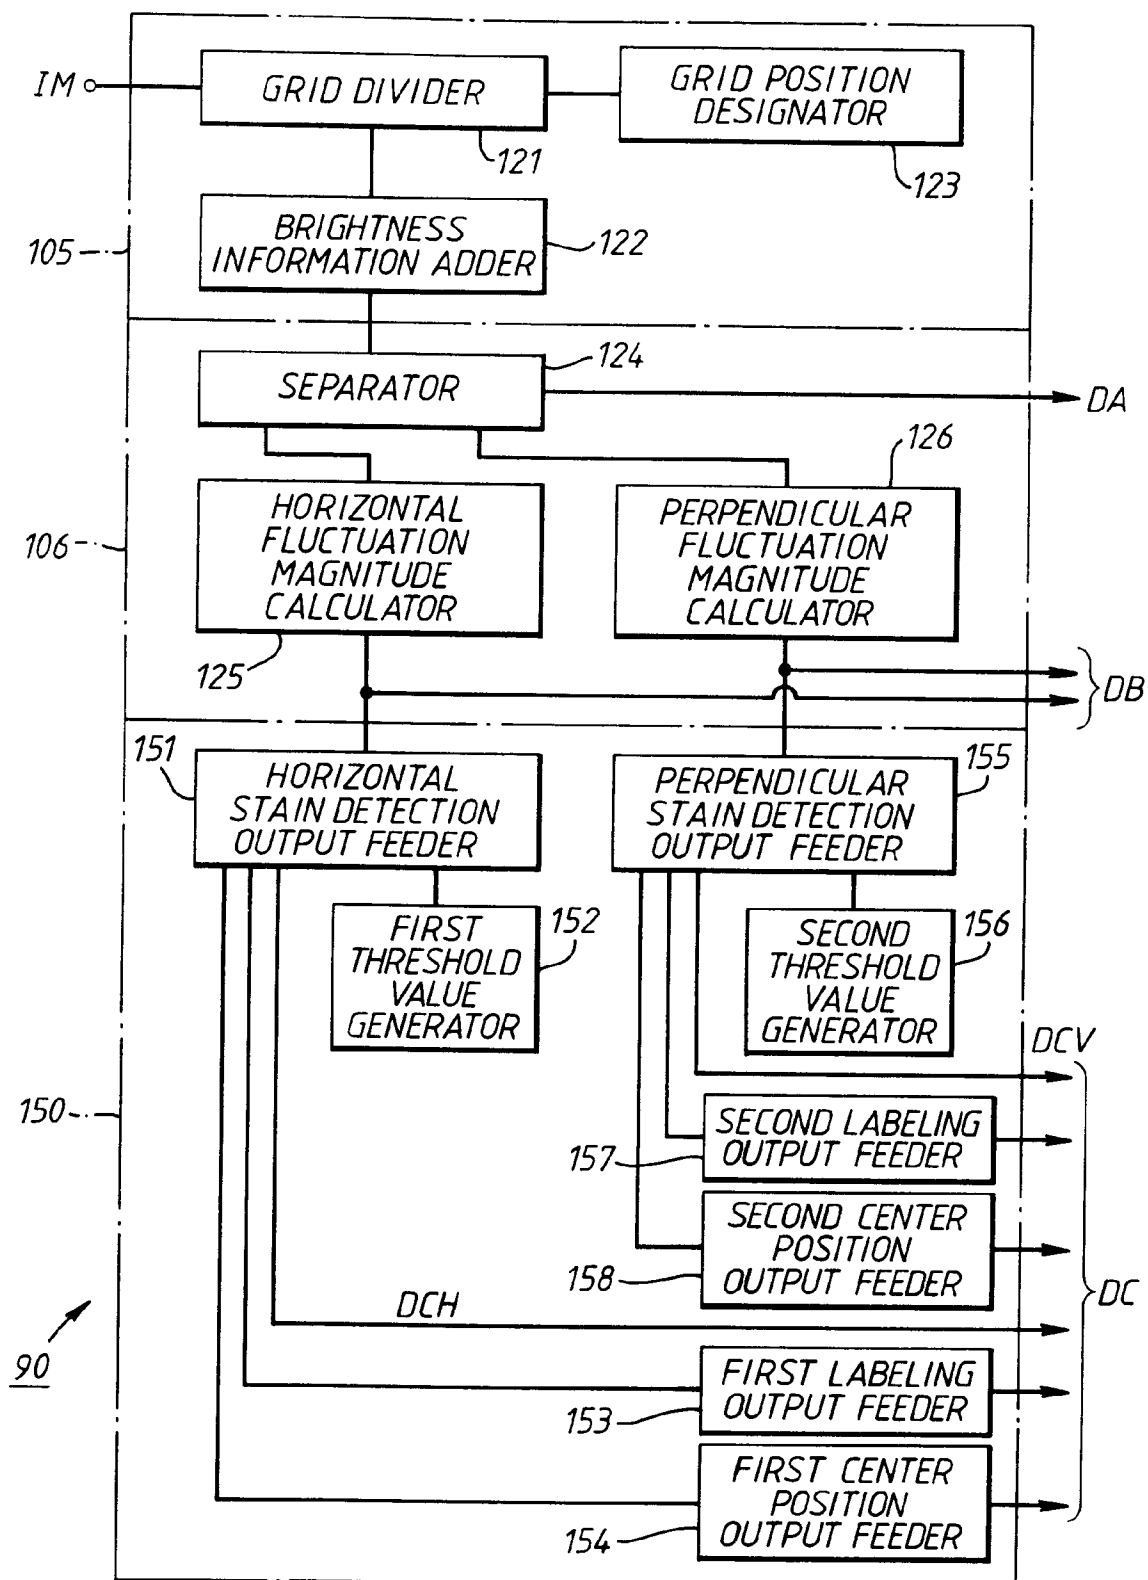 IM
GRID DIVIDER
121
GRID POSITION
DESIGNATOR
123
BRIGHTNESS
INFORMATION ADDER
122
105
SEPARATOR
124
DA
126
HORIZONTAL
FLUCTUATION
MAGNITUDE
CALCULATOR
125
PERPENDICULAR
FLUCTUATION
MAGNITUDE
CALCULATOR
106
DB
151
HORIZONTAL
STAIN DETECTION
OUTPUT FEEDER
PERPENDICULAR
STAIN DETECTION
OUTPUT FEEDER
155
FIRST
THRESHOLD
VALUE
GENERATOR
152
SECOND
THRESHOLD
VALUE
GENERATOR
156
DCV
150
SECOND LABELING
OUTPUT FEEDER
157
SECOND CENTER
POSITION
OUTPUT FEEDER
158
DC
DCH
90
FIRST LABELING
OUTPUT FEEDER
153
FIRST CENTER
POSITION
OUTPUT FEEDER
154